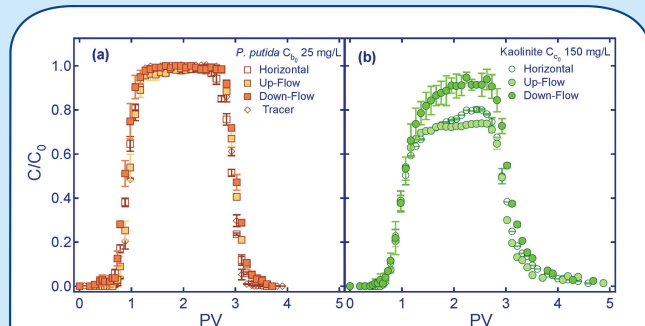 (a)
P. putida C b0 25 mg/L
Horizontal
Up-Flow
Down-Flow
Tracer
(b)
Kaolinite C C0 150 mg/L
Horizontal
Up-Flow
Down-Flow
C/C0
1.0
0.8
0.6
0.4
0.2
0.0
0 1 2 3 4 5
0 1 2 3 4 5
PV
PV